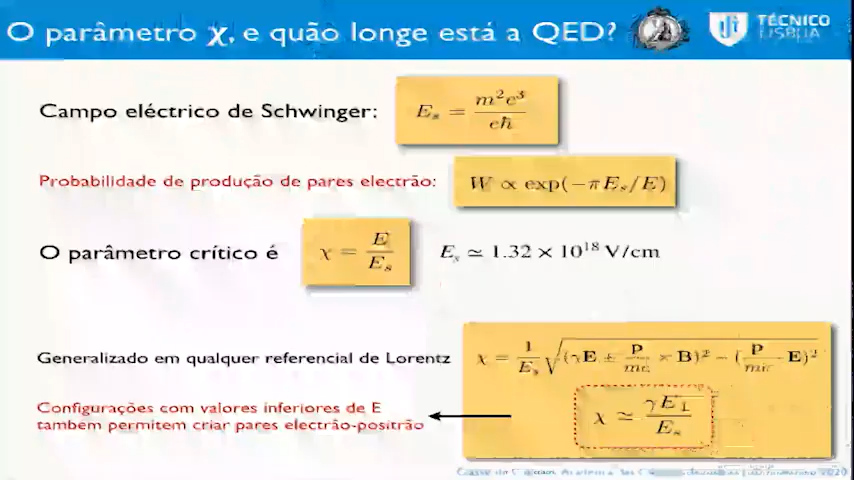 O parâmetro χ, e quão longe está a QED?
TÉCNICO
LISBOA
Campo eléctrico de Schwinger: E_s = m²c³ / eħ
Probabilidade de produção de pares electrão: W ∝ exp(−πE_s/E)
O parâmetro crítico é χ = E / E_s E_s ≃ 1.32 × 10¹⁸ V/cm
Generalizado em qualquer referencial de Lorentz χ = 1/E_s √((γE + p/mc × B)² − (p/mc · E)²)
Configurações com valores inferiores de E
também permitem criar pares electrão-positrão
χ ≃ γE⊥ / E_s